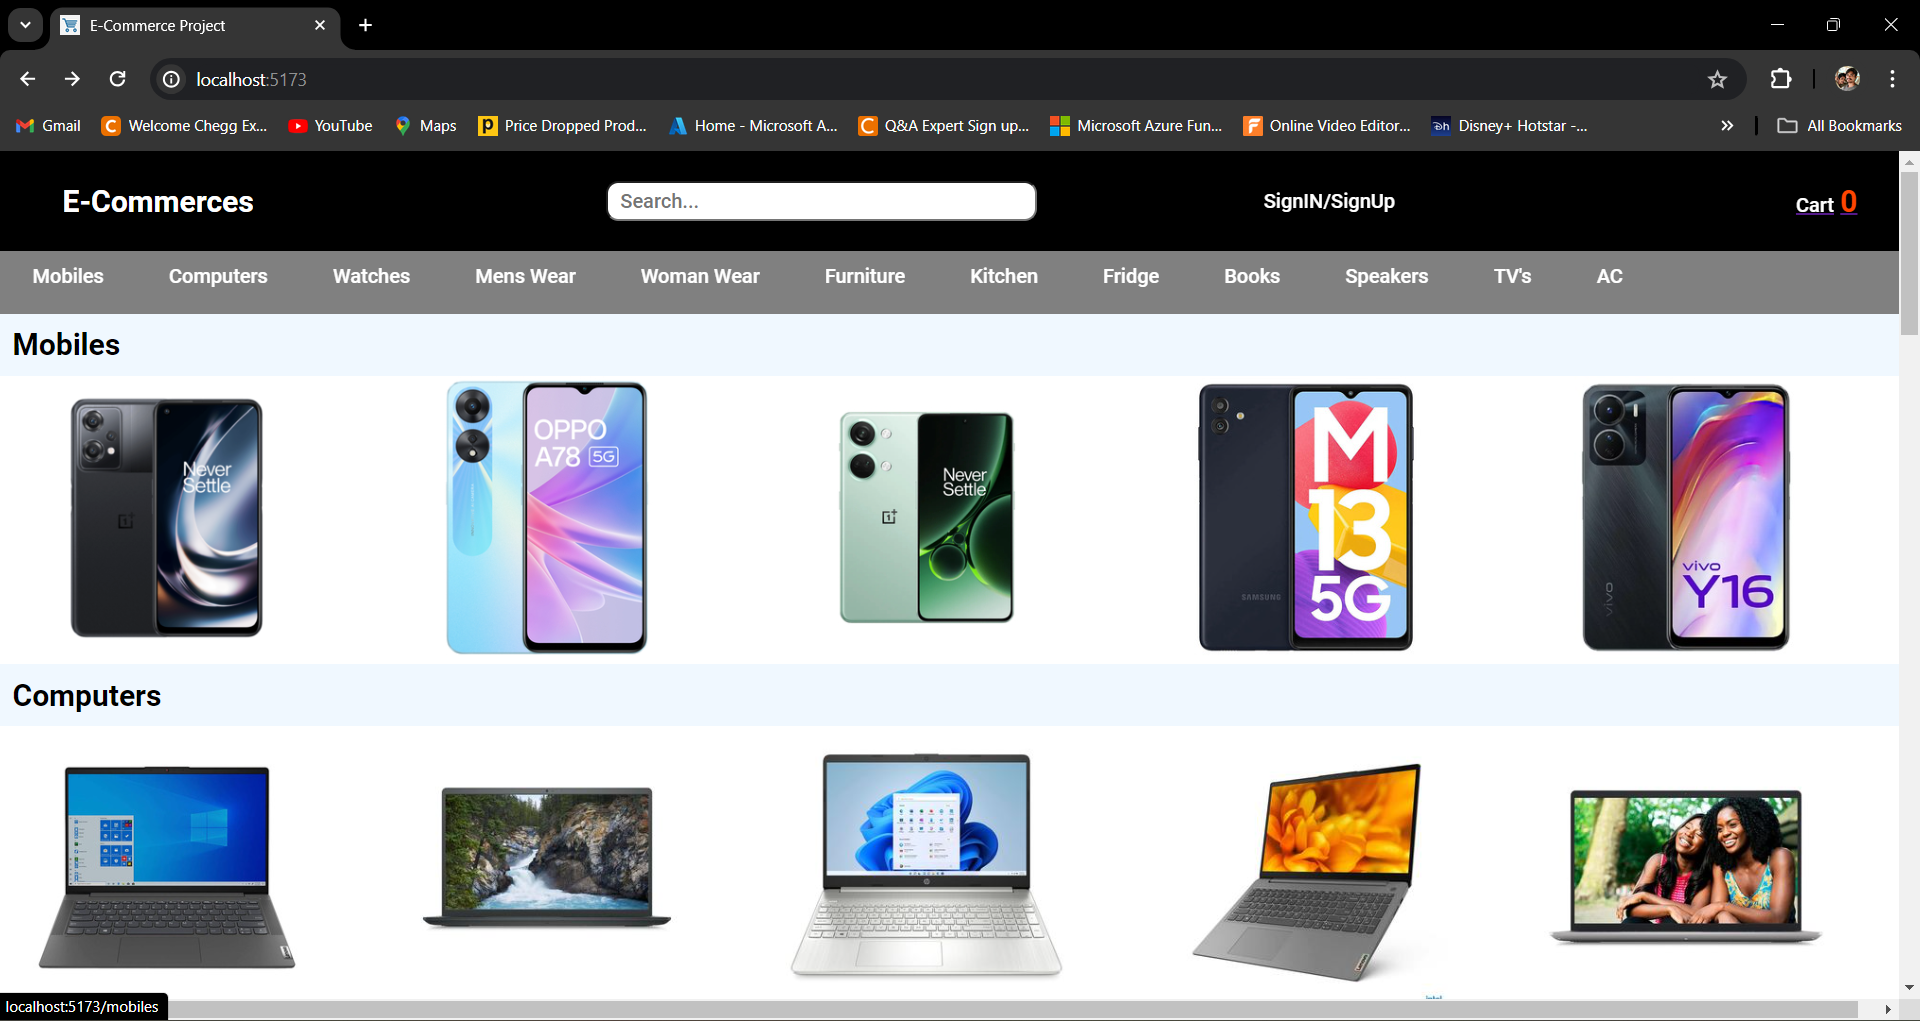 E-Commerce Project
localhost:5173
Gmail
Welcome Chegg Ex...
YouTube
Maps
Price Dropped Prod...
Home - Microsoft A...
Q&A Expert Sign up...
Microsoft Azure Fun...
Online Video Editor...
Disney+ Hotstar -...
All Bookmarks
E-Commerces
Search...
SignIN/SignUp
Cart 0
Mobiles
Computers
Watches
Mens Wear
Woman Wear
Furniture
Kitchen
Fridge
Books
Speakers
TV's
AC
Mobiles
Never
Settle
OPPO
A78 5G
Never
Settle
SAMSUNG
M
13
5G
vivo
vivo
Y16
Computers
localhost:5173/mobiles